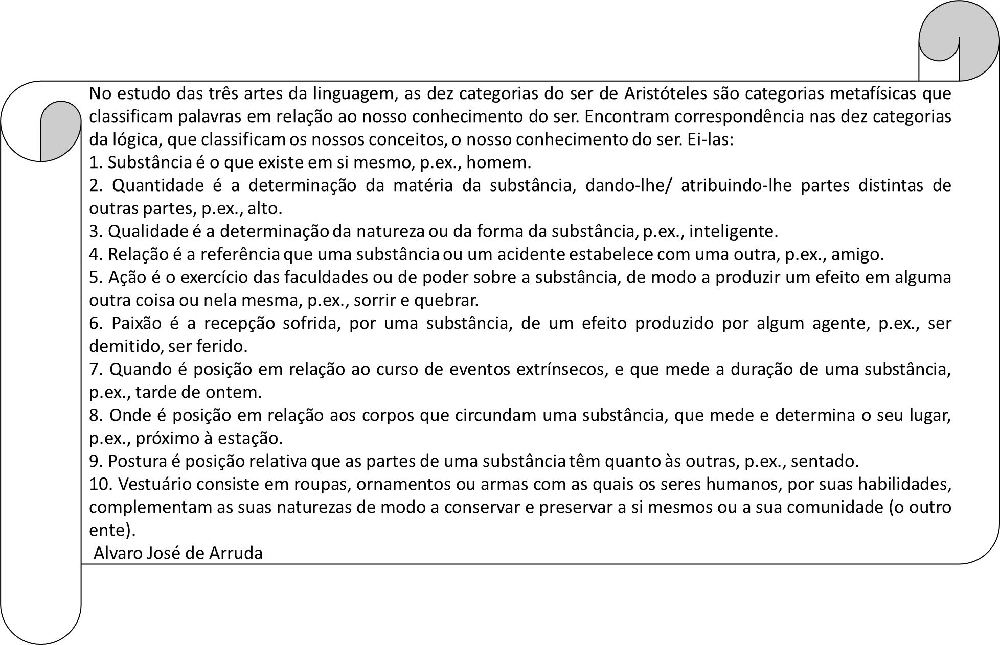 No estudo das três artes da linguagem, as dez categorias do ser de Aristóteles são categorias metafísicas que
classificam palavras em relação ao nosso conhecimento do ser. Encontram correspondência nas dez categorias
da lógica, que classificam os nossos conceitos, o nosso conhecimento do ser. Ei-las:
1. Substância é o que existe em si mesmo, p.ex., homem.
2. Quantidade é a determinação da matéria da substância, dando-lhe/ atribuindo-lhe partes distintas de
outras partes, p.ex., alto.
3. Qualidade é a determinação da natureza ou da forma da substância, p.ex., inteligente.
4. Relação é a referência que uma substância ou um acidente estabelece com uma outra, p.ex., amigo.
5. Ação é o exercício das faculdades ou de poder sobre a substância, de modo a produzir um efeito em alguma
outra coisa ou nela mesma, p.ex., sorrir e quebrar.
6. Paixão é a recepção sofrida, por uma substância, de um efeito produzido por algum agente, p.ex., ser
demitido, ser ferido.
7. Quando é posição em relação ao curso de eventos extrínsecos, e que mede a duração de uma substância,
p.ex., tarde de ontem.
8. Onde é posição em relação aos corpos que circundam uma substância, que mede e determina o seu lugar,
p.ex., próximo à estação.
9. Postura é posição relativa que as partes de uma substância têm quanto às outras, p.ex., sentado.
10. Vestuário consiste em roupas, ornamentos ou armas com as quais os seres humanos, por suas habilidades,
complementam as suas naturezas de modo a conservar e preservar a si mesmos ou a sua comunidade (o outro
ente).
Alvaro José de Arruda